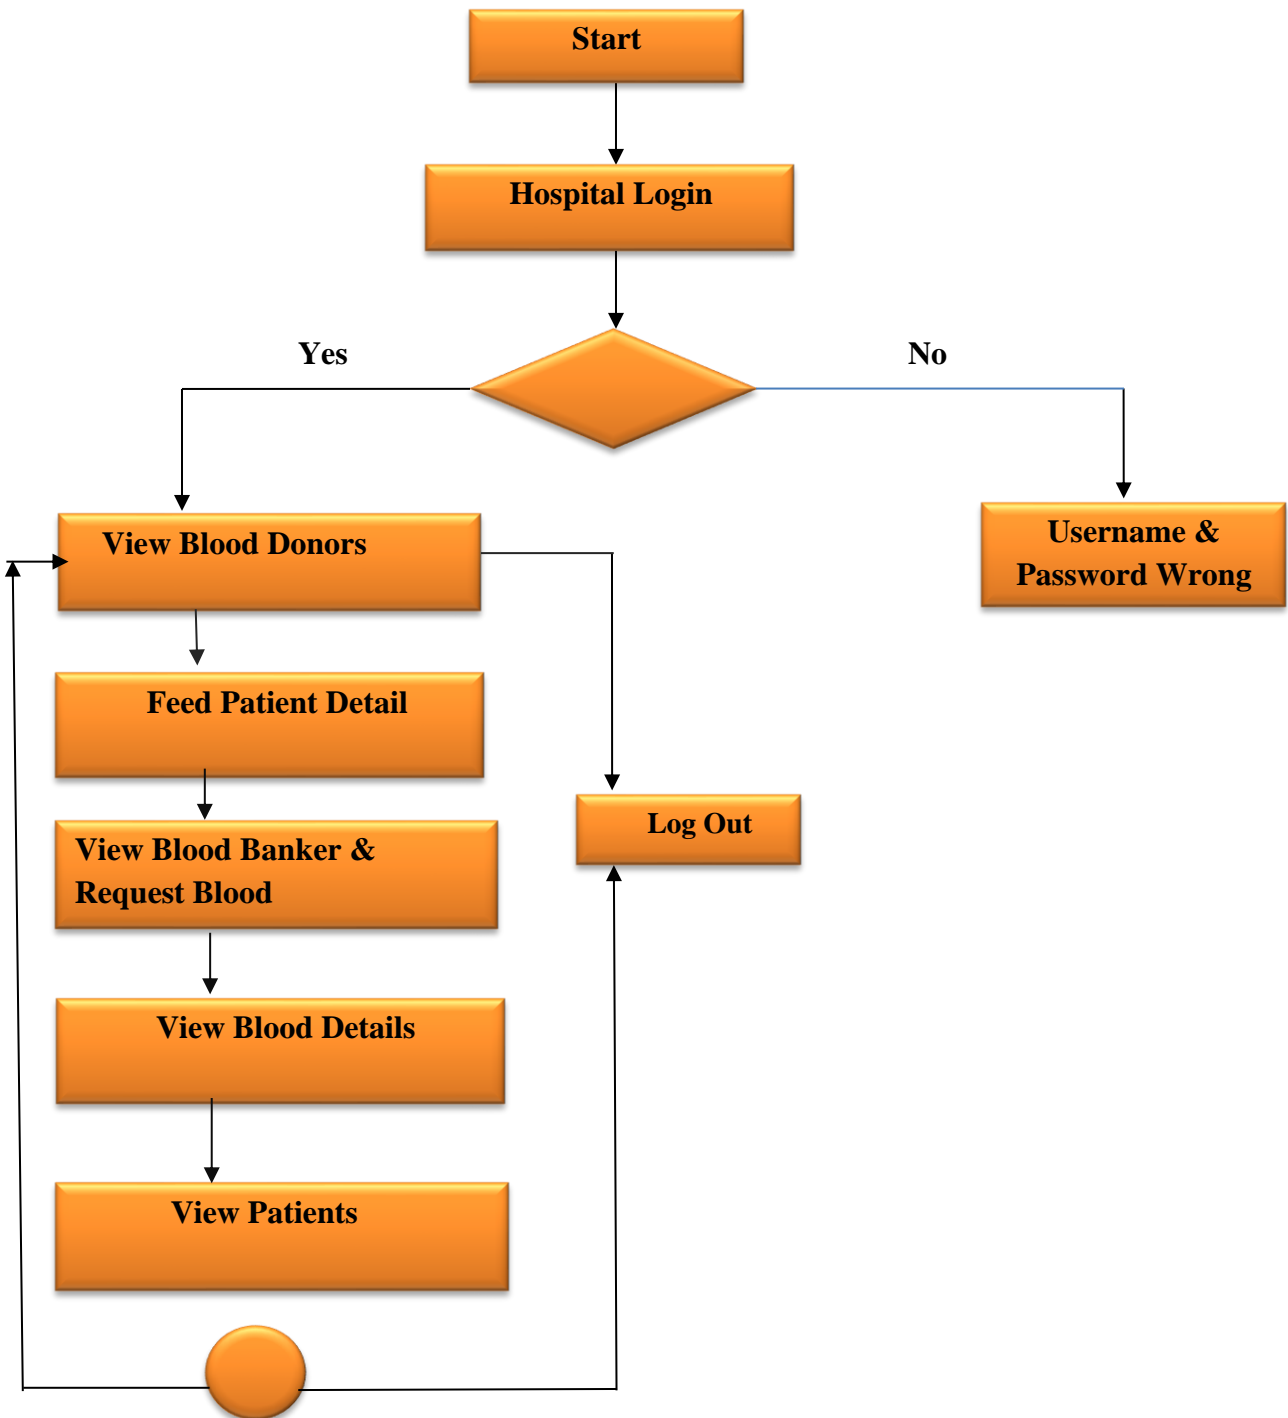 Start
Hospital Login
Yes
No
View Blood Donors
Username &
Password Wrong
Feed Patient Detail
Log Out
View Blood Banker &
Request Blood
View Blood Details
View Patients